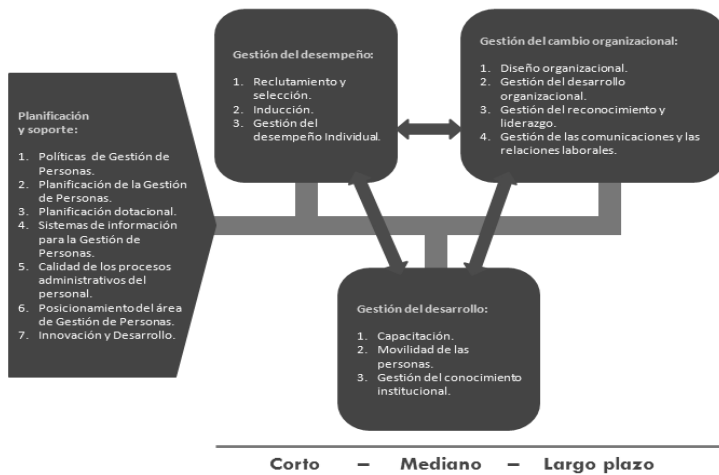 Planificación
y soporte:
1. Políticas de Gestión de
Personas.
2. Planificación de la Gestión
de Personas.
3. Planificación dotacional.
4. Sistemas de información
para la Gestión de
Personas.
5. Calidad de los procesos
administrativos del
personal.
6. Posicionamiento del área
de Gestión de Personas.
7. Innovación y Desarrollo.
Gestión del desempeño:
1. Reclutamiento y
selección.
2. Inducción.
3. Gestión del
desempeño Individual.
Gestión del cambio organizacional:
1. Diseño organizacional.
2. Gestión del desarrollo
organizacional.
3. Gestión del reconocimiento y
liderazgo.
4. Gestión de las comunicaciones y las
relaciones laborales.
Gestión del desarrollo:
1. Capacitación.
2. Movilidad de las
personas.
3. Gestión del conocimiento
institucional.
Corto – Mediano – Largo plazo